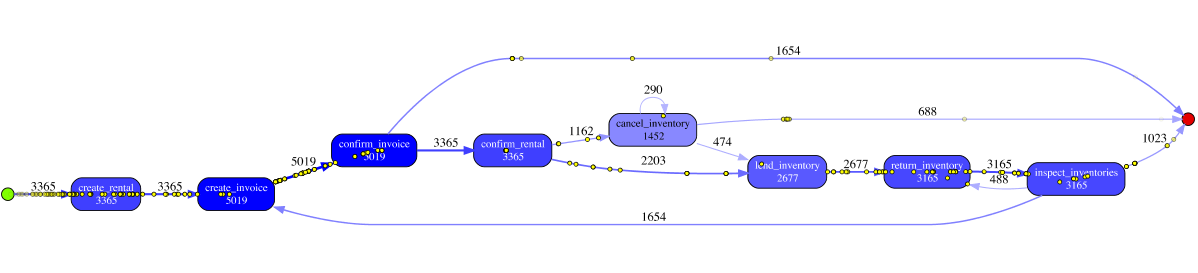 1654
290
cancel_inventory
1452
688
confirm_invoice
5019
3365
confirm_rental
3365
1162
474
1023
5019
2203
lend_inventory
2677
2677
return_inventory
3165
3165
488
inspect_inventories
3165
3365
create_rental
3365
3365
create_invoice
5019
1654